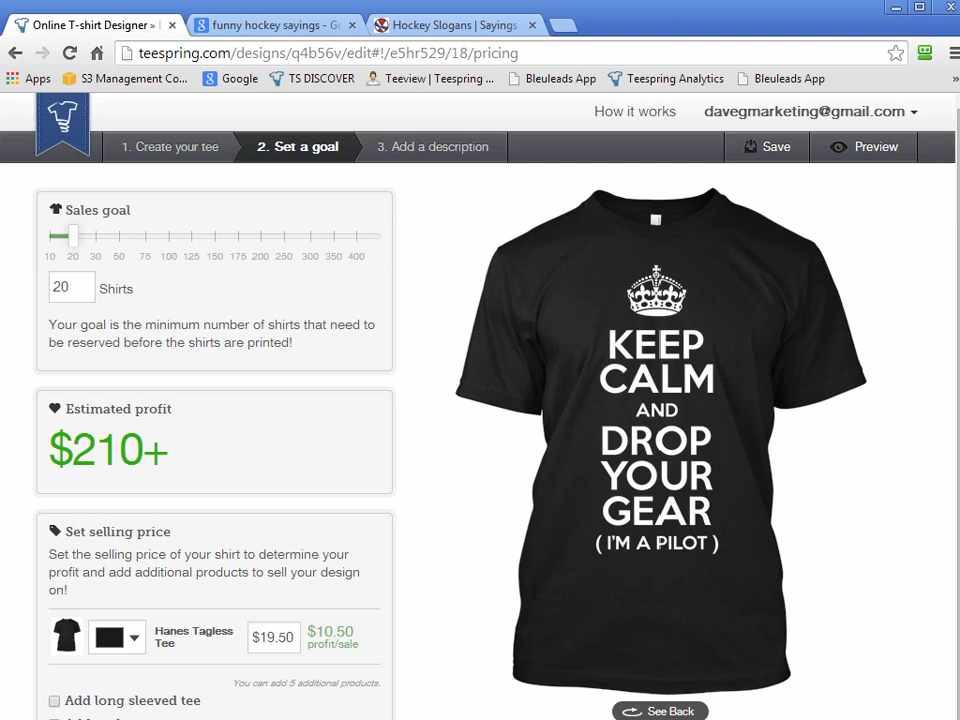 Online T-shirt Designer »
funny hockey sayings - Go
Hockey Slogans | Sayings
teespring.com/designs/q4b56v/edit#!/e5hr529/18/pricing
Apps S3 Management Co... Google TS DISCOVER Teeview | Teespring ... Bleuleads App Teespring Analytics Bleuleads App »
How it works davegmarketing@gmail.com
1. Create your tee 2. Set a goal 3. Add a description Save Preview
Sales goal
10 20 30 50 75 100 125 150 175 200 250 300 350 400
20 Shirts
Your goal is the minimum number of shirts that need to
be reserved before the shirts are printed!
Estimated profit
$210+
Set selling price
Set the selling price of your shirt to determine your
profit and add additional products to sell your design
on!
Hanes Tagless
Tee
$19.50
$10.50
profit/sale
You can add 5 additional products.
Add long sleeved tee
KEEP
CALM
AND
DROP
YOUR
GEAR
( I'M A PILOT )
See Back